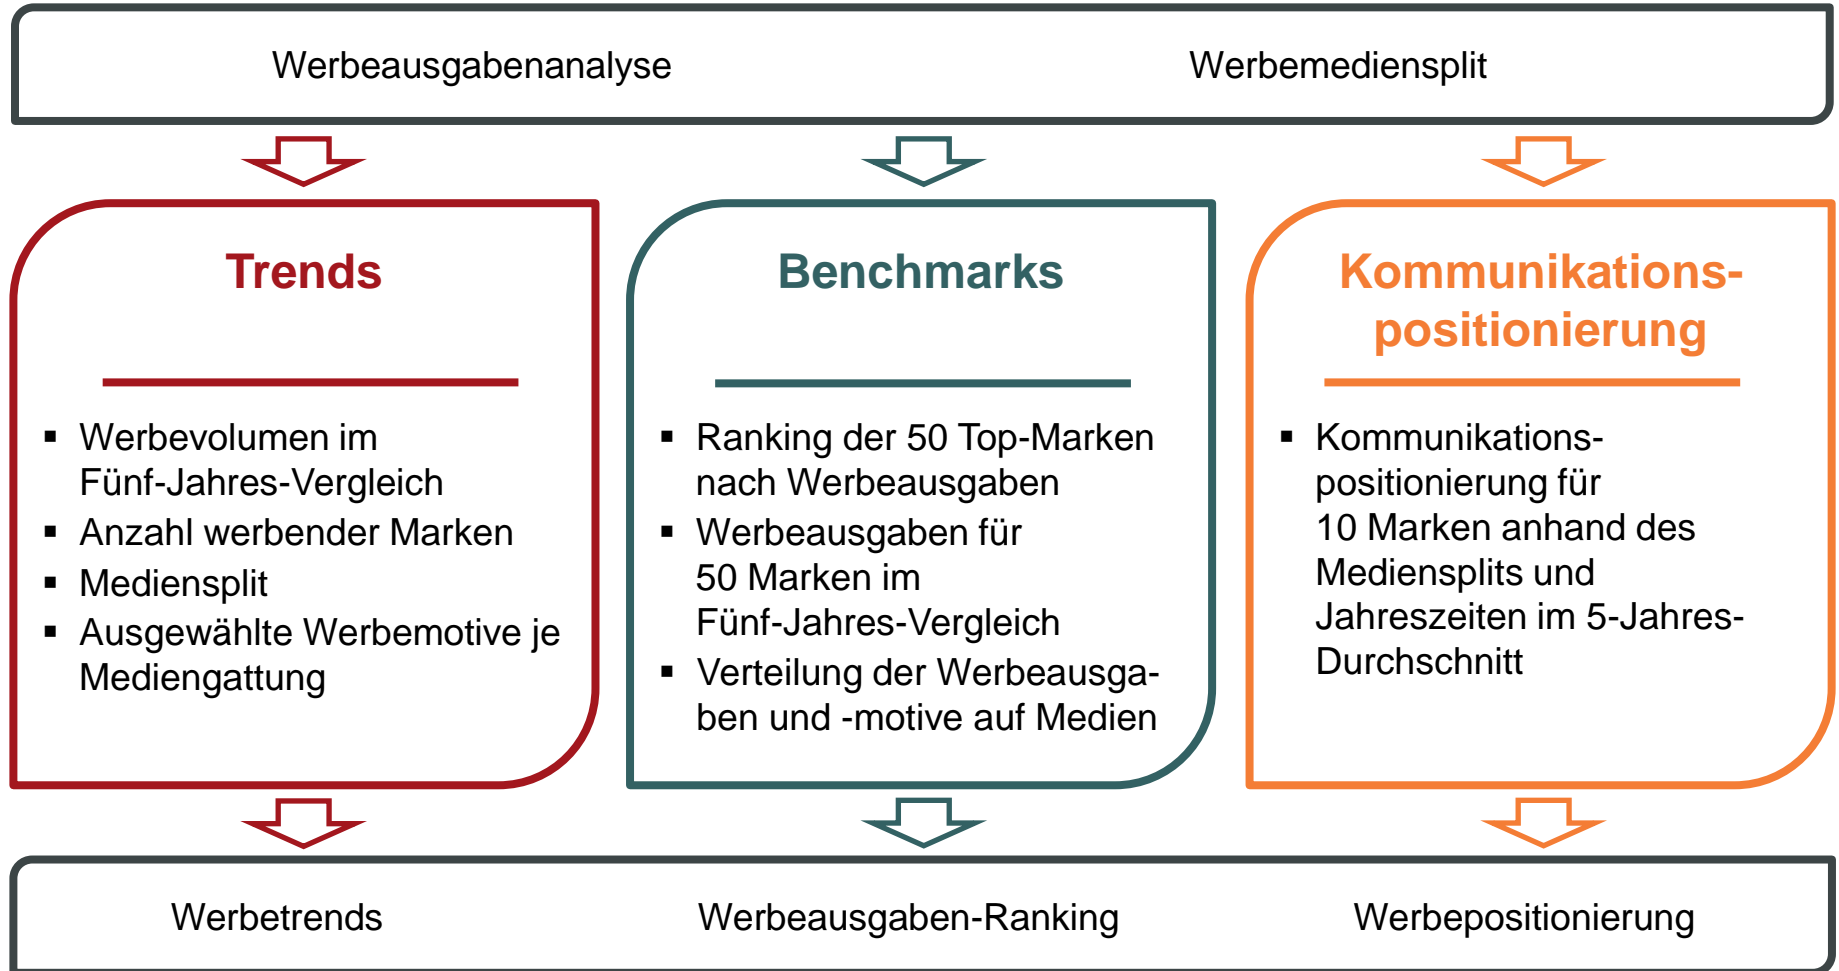 Werbeausgabenanalyse
Werbemediensplit
Trends
▪ Werbevolumen im
Fünf-Jahres-Vergleich
▪ Anzahl werbender Marken
▪ Mediensplit
▪ Ausgewählte Werbemotive je
Mediengattung
Benchmarks
▪ Ranking der 50 Top-Marken
nach Werbeausgaben
▪ Werbeausgaben für
50 Marken im
Fünf-Jahres-Vergleich
▪ Verteilung der Werbeausga-
ben und -motive auf Medien
Kommunikations-
positionierung
▪ Kommunikations-
positionierung für
10 Marken anhand des
Mediensplits und
Jahreszeiten im 5-Jahres-
Durchschnitt
Werbetrends
Werbeausgaben-Ranking
Werbepositionierung